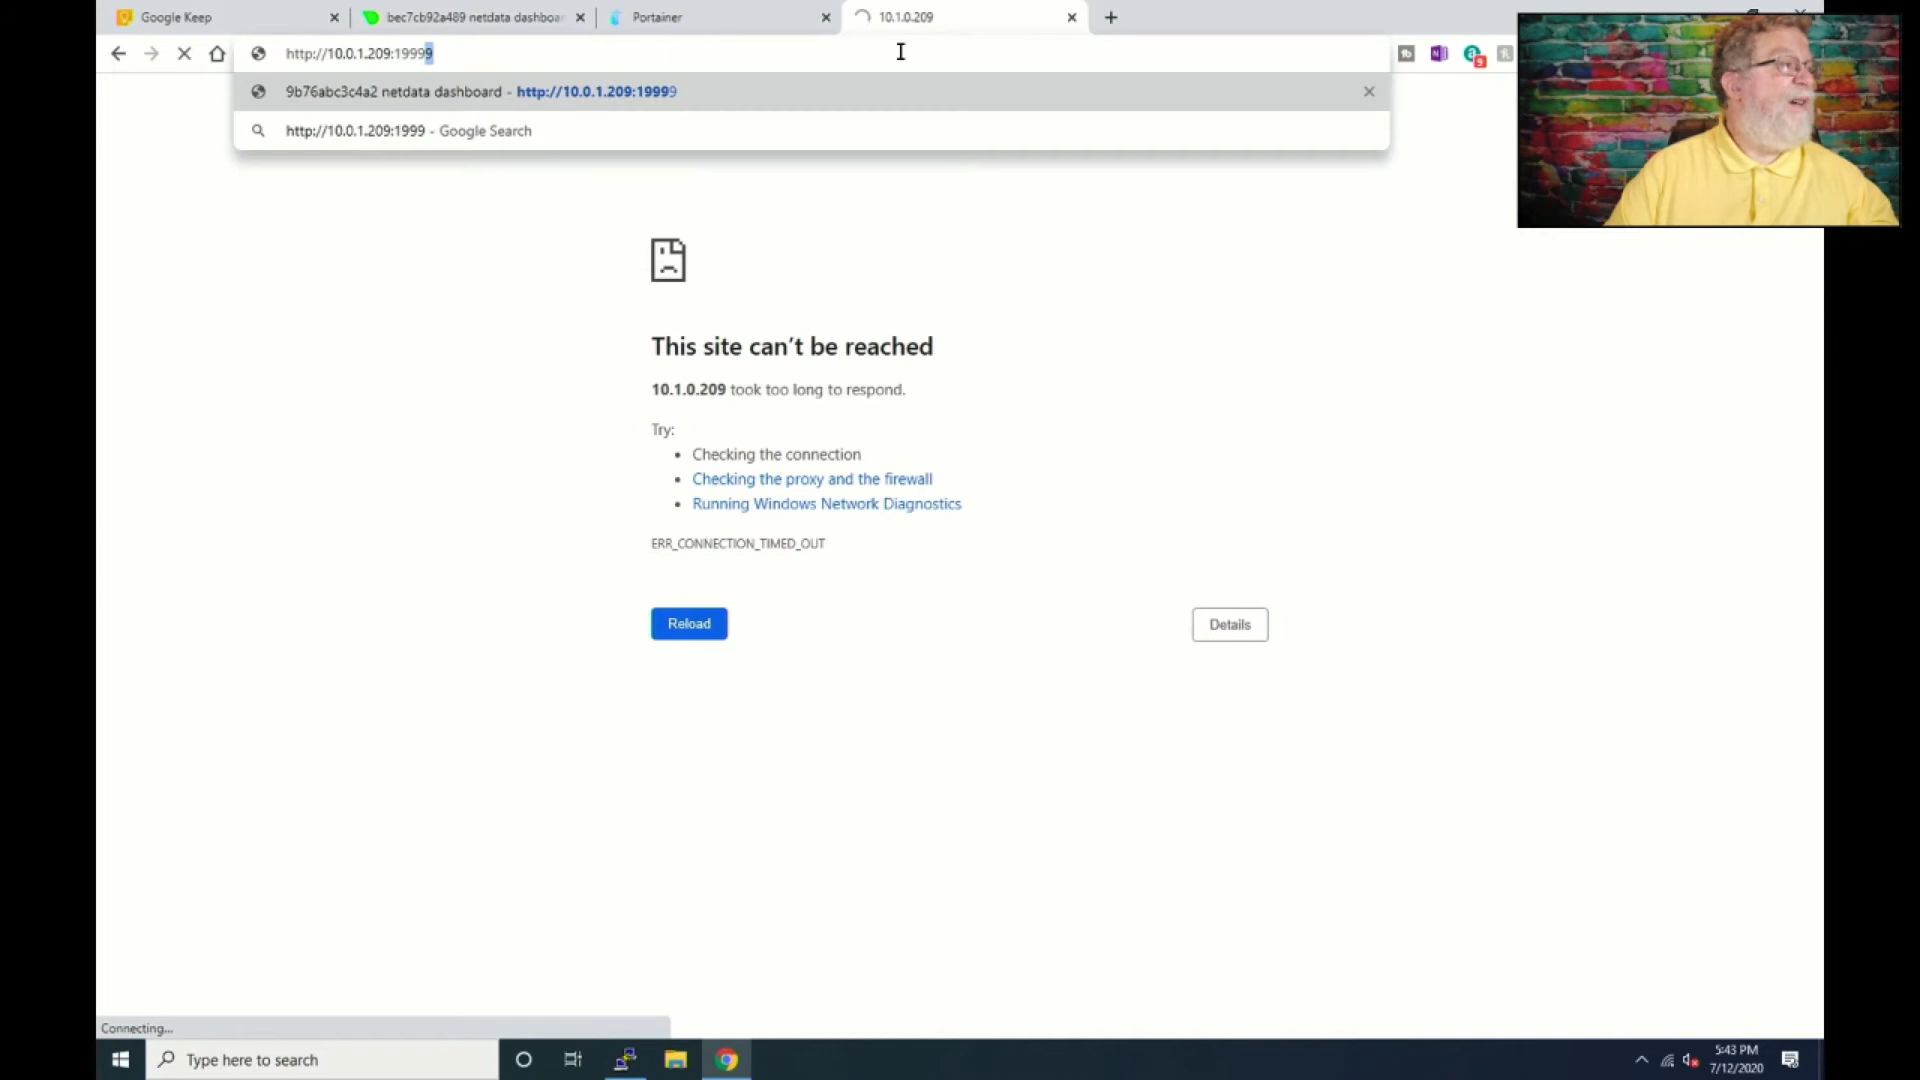 Google Keep
bec7cb92a489 netdata dashboar
Portainer
10.1.0.209
http://10.0.1.209:19999
9b76abc3c4a2 netdata dashboard - http://10.0.1.209:19999
http://10.0.1.209:1999 - Google Search
9
This site can't be reached
10.1.0.209 took too long to respond.
Try:
Checking the connection
Checking the proxy and the firewall
Running Windows Network Diagnostics
ERR_CONNECTION_TIMED_OUT
Reload
Details
Connecting...
Type here to search
5:43 PM
7/12/2020